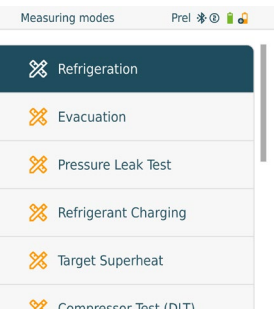 Measuring modes Prel
Refrigeration
Evacuation
Pressure Leak Test
Refrigerant Charging
Target Superheat
Compressor Test (DLT)